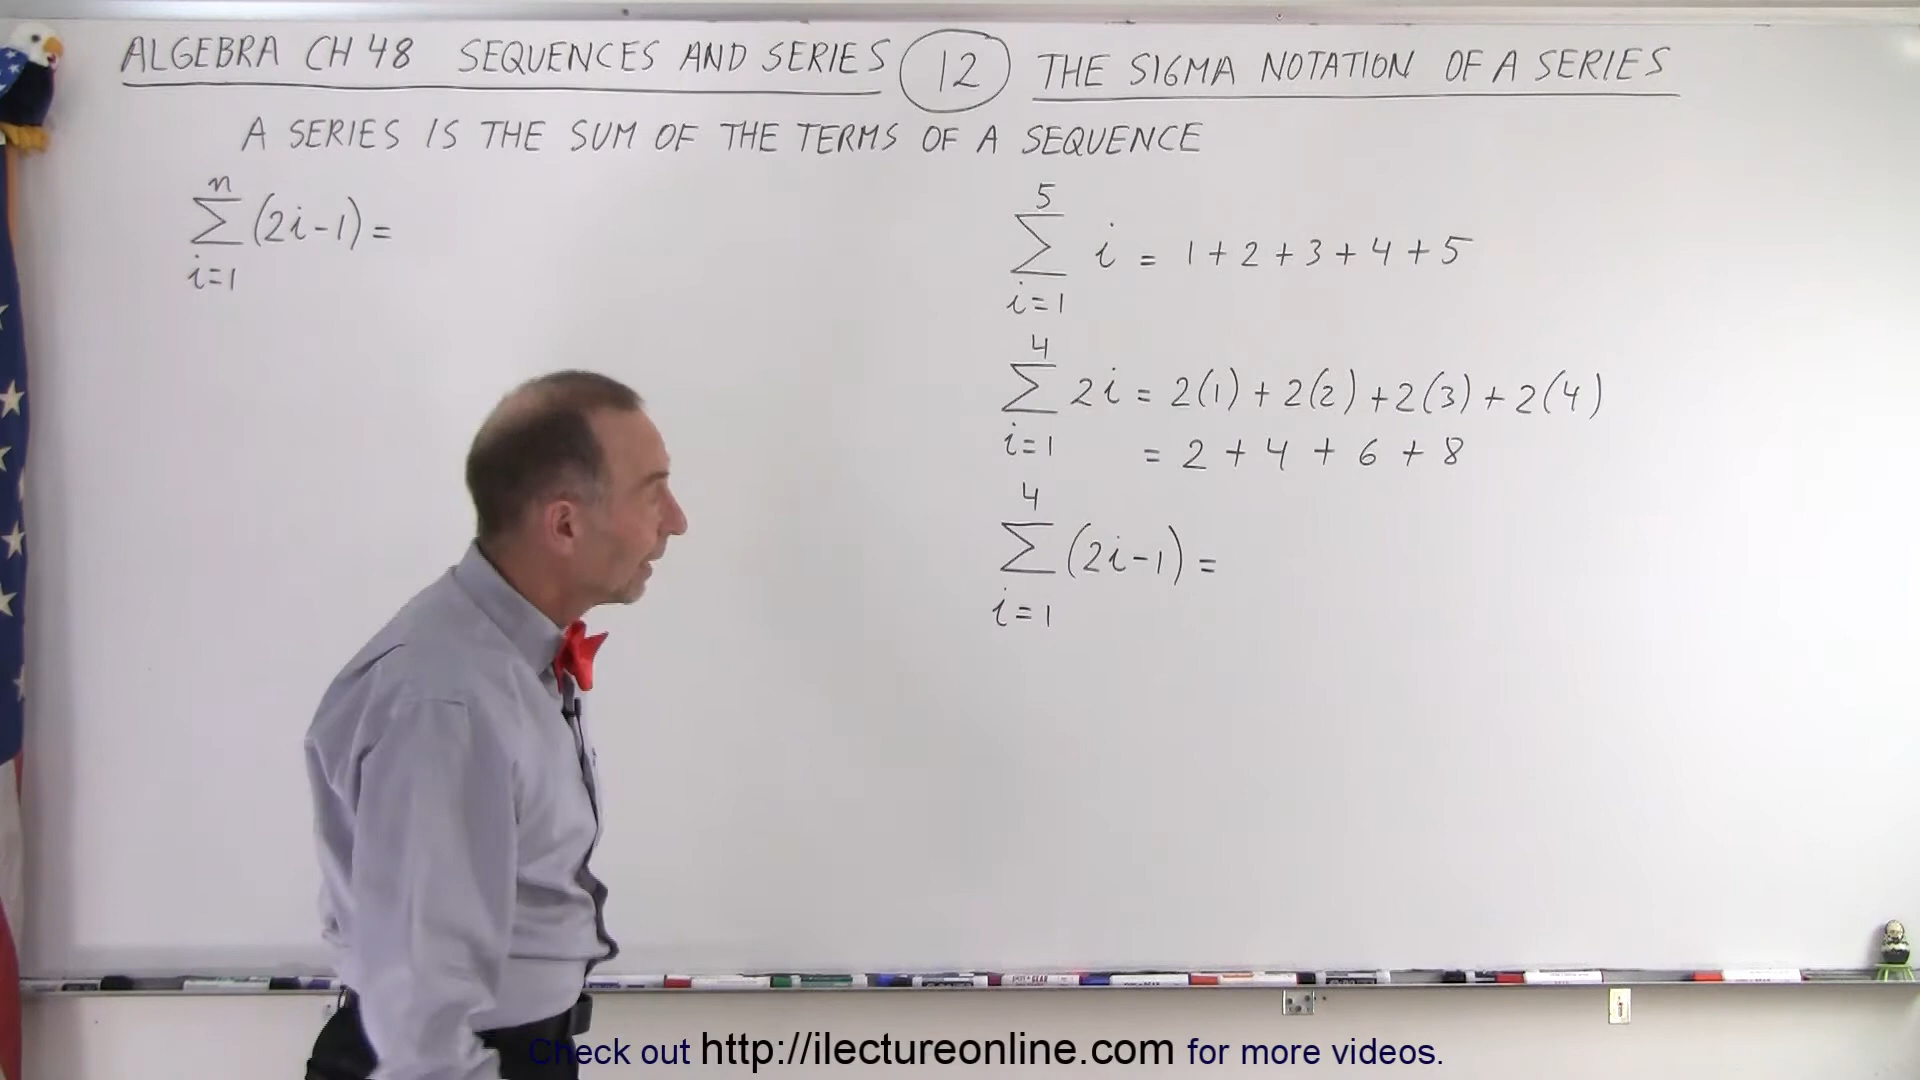 ALGEBRA CH 48 SEQUENCES AND SERIES 12 THE SIGMA NOTATION OF A SERIES
A SERIES IS THE SUM OF THE TERMS OF A SEQUENCE
n
Σ (2i-1) =
i=1
5
Σ i = 1+2+3+4+5
i=1
4
Σ 2i = 2(1) + 2(2) + 2(3) + 2(4)
i=1 = 2 + 4 + 6 + 8
4
Σ (2i-1) =
i=1
Check out http://ilectureonline.com for more videos.